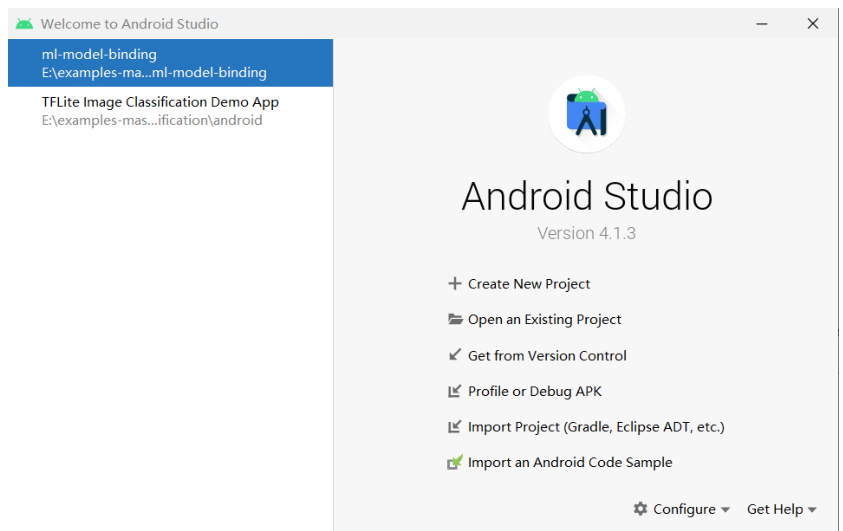 Welcome to Android Studio
ml-model-binding
E:\examples-ma...ml-model-binding
TFLite Image Classification Demo App
E:\examples-mas...ification\android
Android Studio
Version 4.1.3
Create New Project
Open an Existing Project
Get from Version Control
Profile or Debug APK
Import Project (Gradle, Eclipse ADT, etc.)
Import an Android Code Sample
Configure Get Help